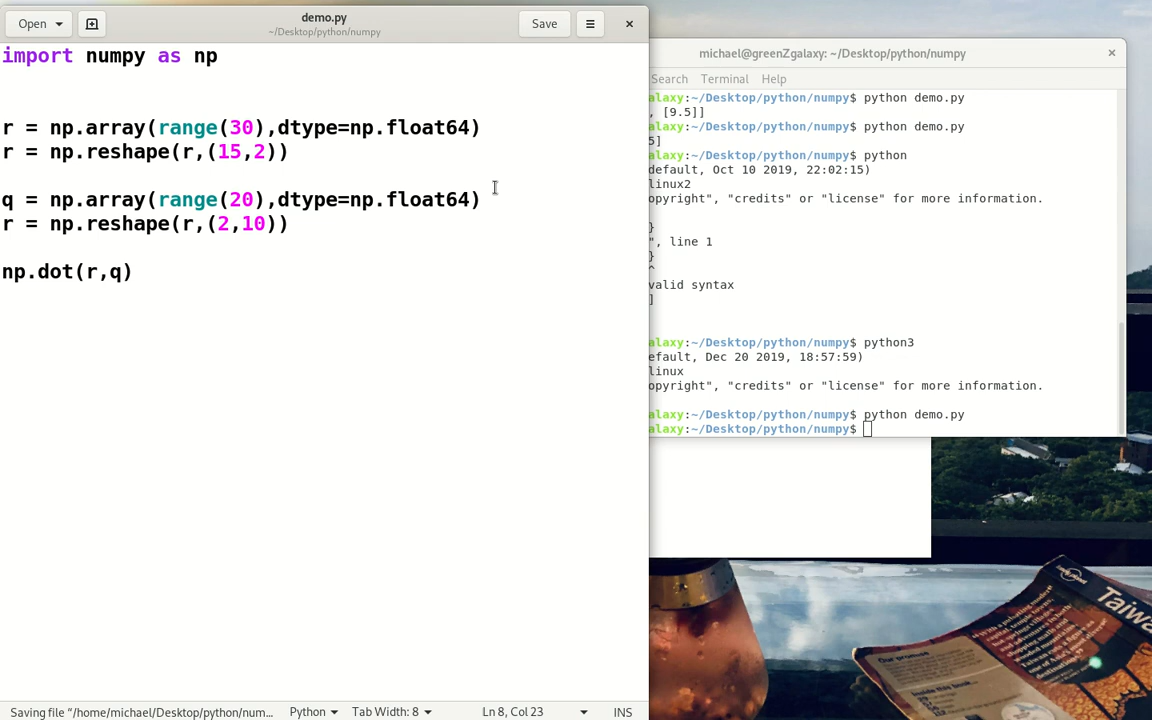 Open
demo.py
~/Desktop/python/numpy
Save
import numpy as np
r = np.array(range(30),dtype=np.float64)
r = np.reshape(r,(15,2))
q = np.array(range(20),dtype=np.float64)
r = np.reshape(r,(2,10))
np.dot(r,q)
Saving file “/home/michael/Desktop/python/num...
Python
Tab Width: 8
Ln 8, Col 23
INS
michael@greenZgalaxy: ~/Desktop/python/numpy
Search Terminal Help
alaxy:~/Desktop/python/numpy$ python demo.py
, [9.5]]
alaxy:~/Desktop/python/numpy$ python demo.py
5]
alaxy:~/Desktop/python/numpy$ python
default, Oct 10 2019, 22:02:15)
linux2
opyright", "credits" or "license" for more information.
}
", line 1
}
^
valid syntax
]
alaxy:~/Desktop/python/numpy$ python3
efault, Dec 20 2019, 18:57:59)
linux
opyright", "credits" or "license" for more information.
alaxy:~/Desktop/python/numpy$ python demo.py
alaxy:~/Desktop/python/numpy$
Our promise
Taiwa